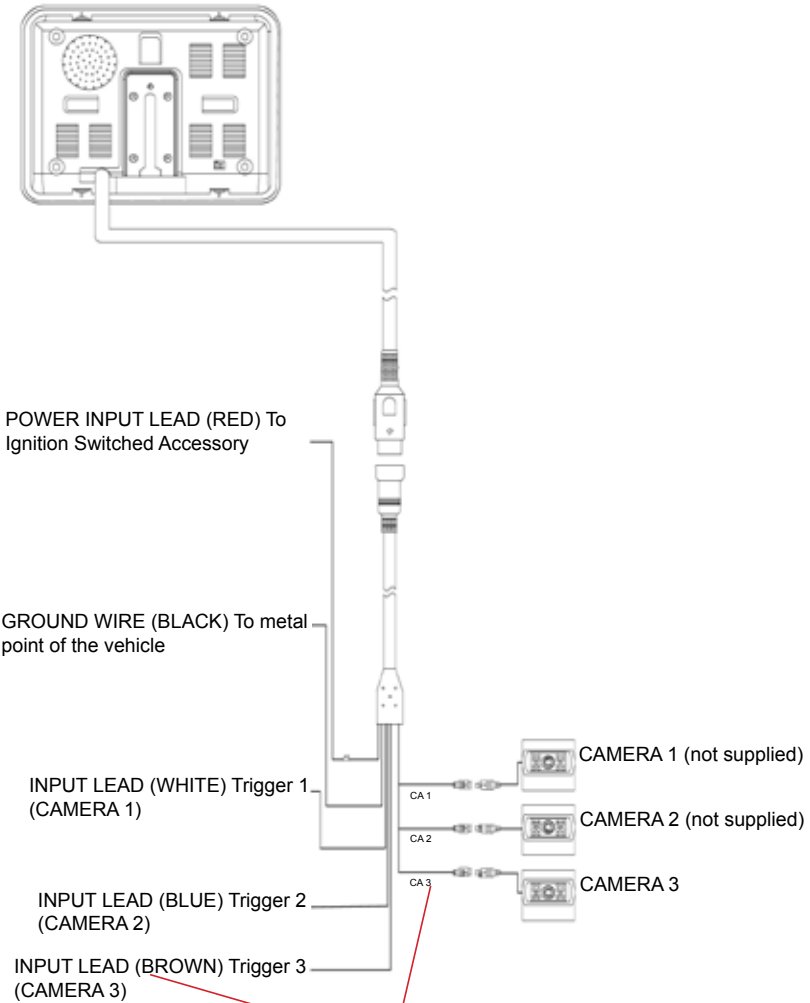 POWER INPUT LEAD (RED) To
Ignition Switched Accessory
GROUND WIRE (BLACK) To metal
point of the vehicle
INPUT LEAD (WHITE) Trigger 1
(CAMERA 1)
INPUT LEAD (BLUE) Trigger 2
(CAMERA 2)
INPUT LEAD (BROWN) Trigger 3
(CAMERA 3)
CA 1
CAMERA 1 (not supplied)
CA 2
CAMERA 2 (not supplied)
CA 3
CAMERA 3